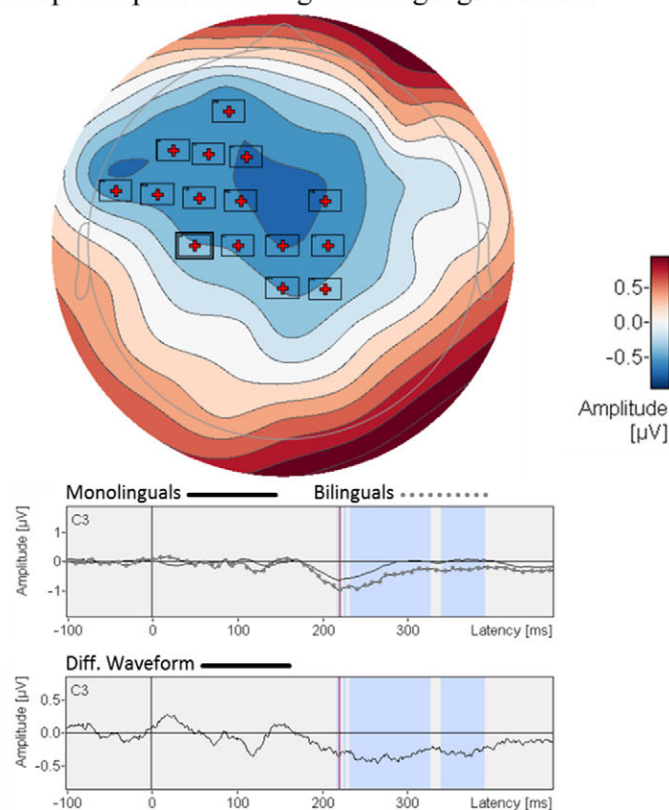 0.5
0.0
-0.5
Amplitude
[µV]
Monolinguals
Bilinguals
C3
Amplitude [µV]
1
0
-1
-100
0
100
200
300
Latency [ms]
Diff. Waveform
C3
Amplitude [µV]
0.5
0.0
-0.5
-100
0
100
200
300
Latency [ms]